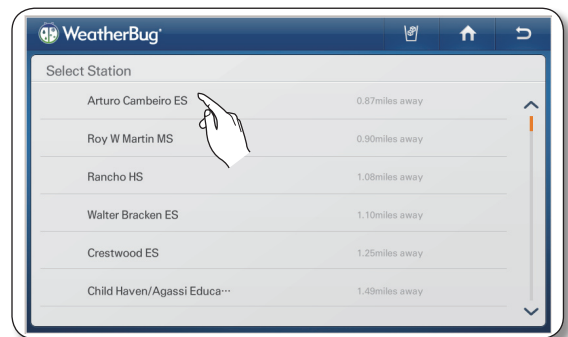 WeatherBug
Select Station
Arturo Cambeiro ES 0.87miles away
Roy W Martin MS 0.90miles away
Rancho HS 1.08miles away
Walter Bracken ES 1.10miles away
Crestwood ES 1.25miles away
Child Haven/Agassi Educa··· 1.49miles away